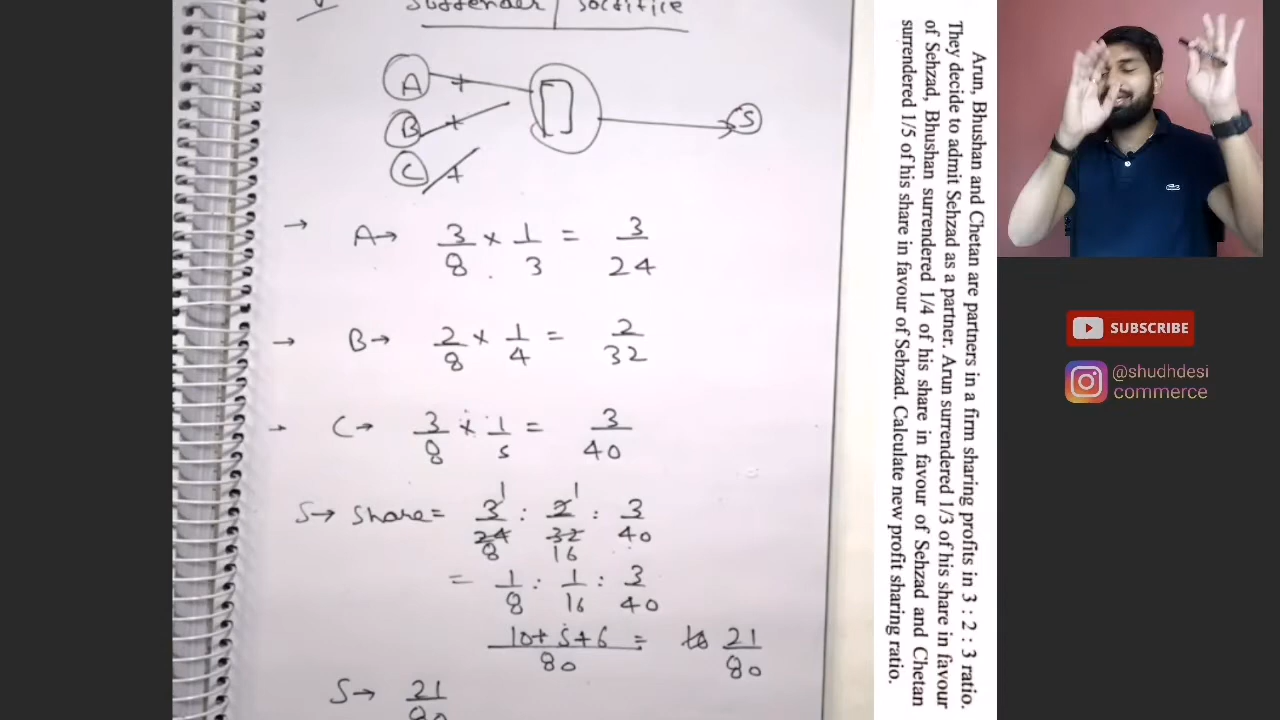 Surrender / Sacrifice
A +
B +
C +
[ ]
S
→ A→ 3/8 × 1/3 = 3/24
→ B→ 2/8 × 1/4 = 2/32
→ C→ 3/8 × 1/5 = 3/40
S→ Share = 3/24 : 2/32 : 3/40
1 1
8 16
= 1/8 : 1/16 : 3/40
10+5+6/80 = 21/80
S→ 21/80
Arun, Bhushan and Chetan are partners in a firm sharing profits in 3 : 2 : 3 ratio.
They decide to admit Sehzad as a partner. Arun surrendered 1/3 of his share in favour
of Sehzad, Bhushan surrendered 1/4 of his share in favour of Sehzad and Chetan
surrendered 1/5 of his share in favour of Sehzad. Calculate new profit sharing ratio.
SUBSCRIBE
@shudhdesi
commerce